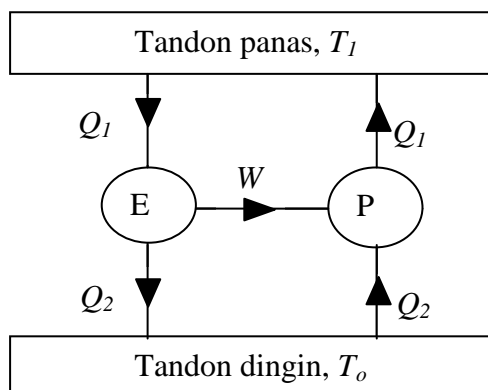 Tandon panas, T1
Q1
Q1
W
E
P
Q2
Q2
Tandon dingin, To